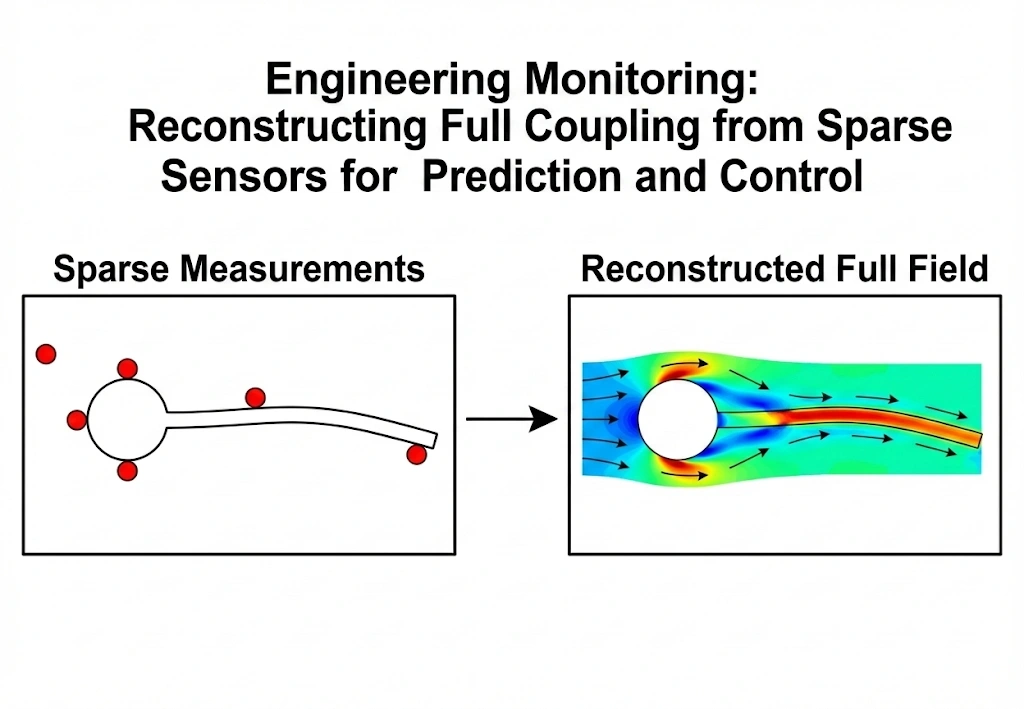 Engineering Monitoring:
Reconstructing Full Coupling from Sparse
Sensors for Prediction and Control
Sparse Measurements
Reconstructed Full Field